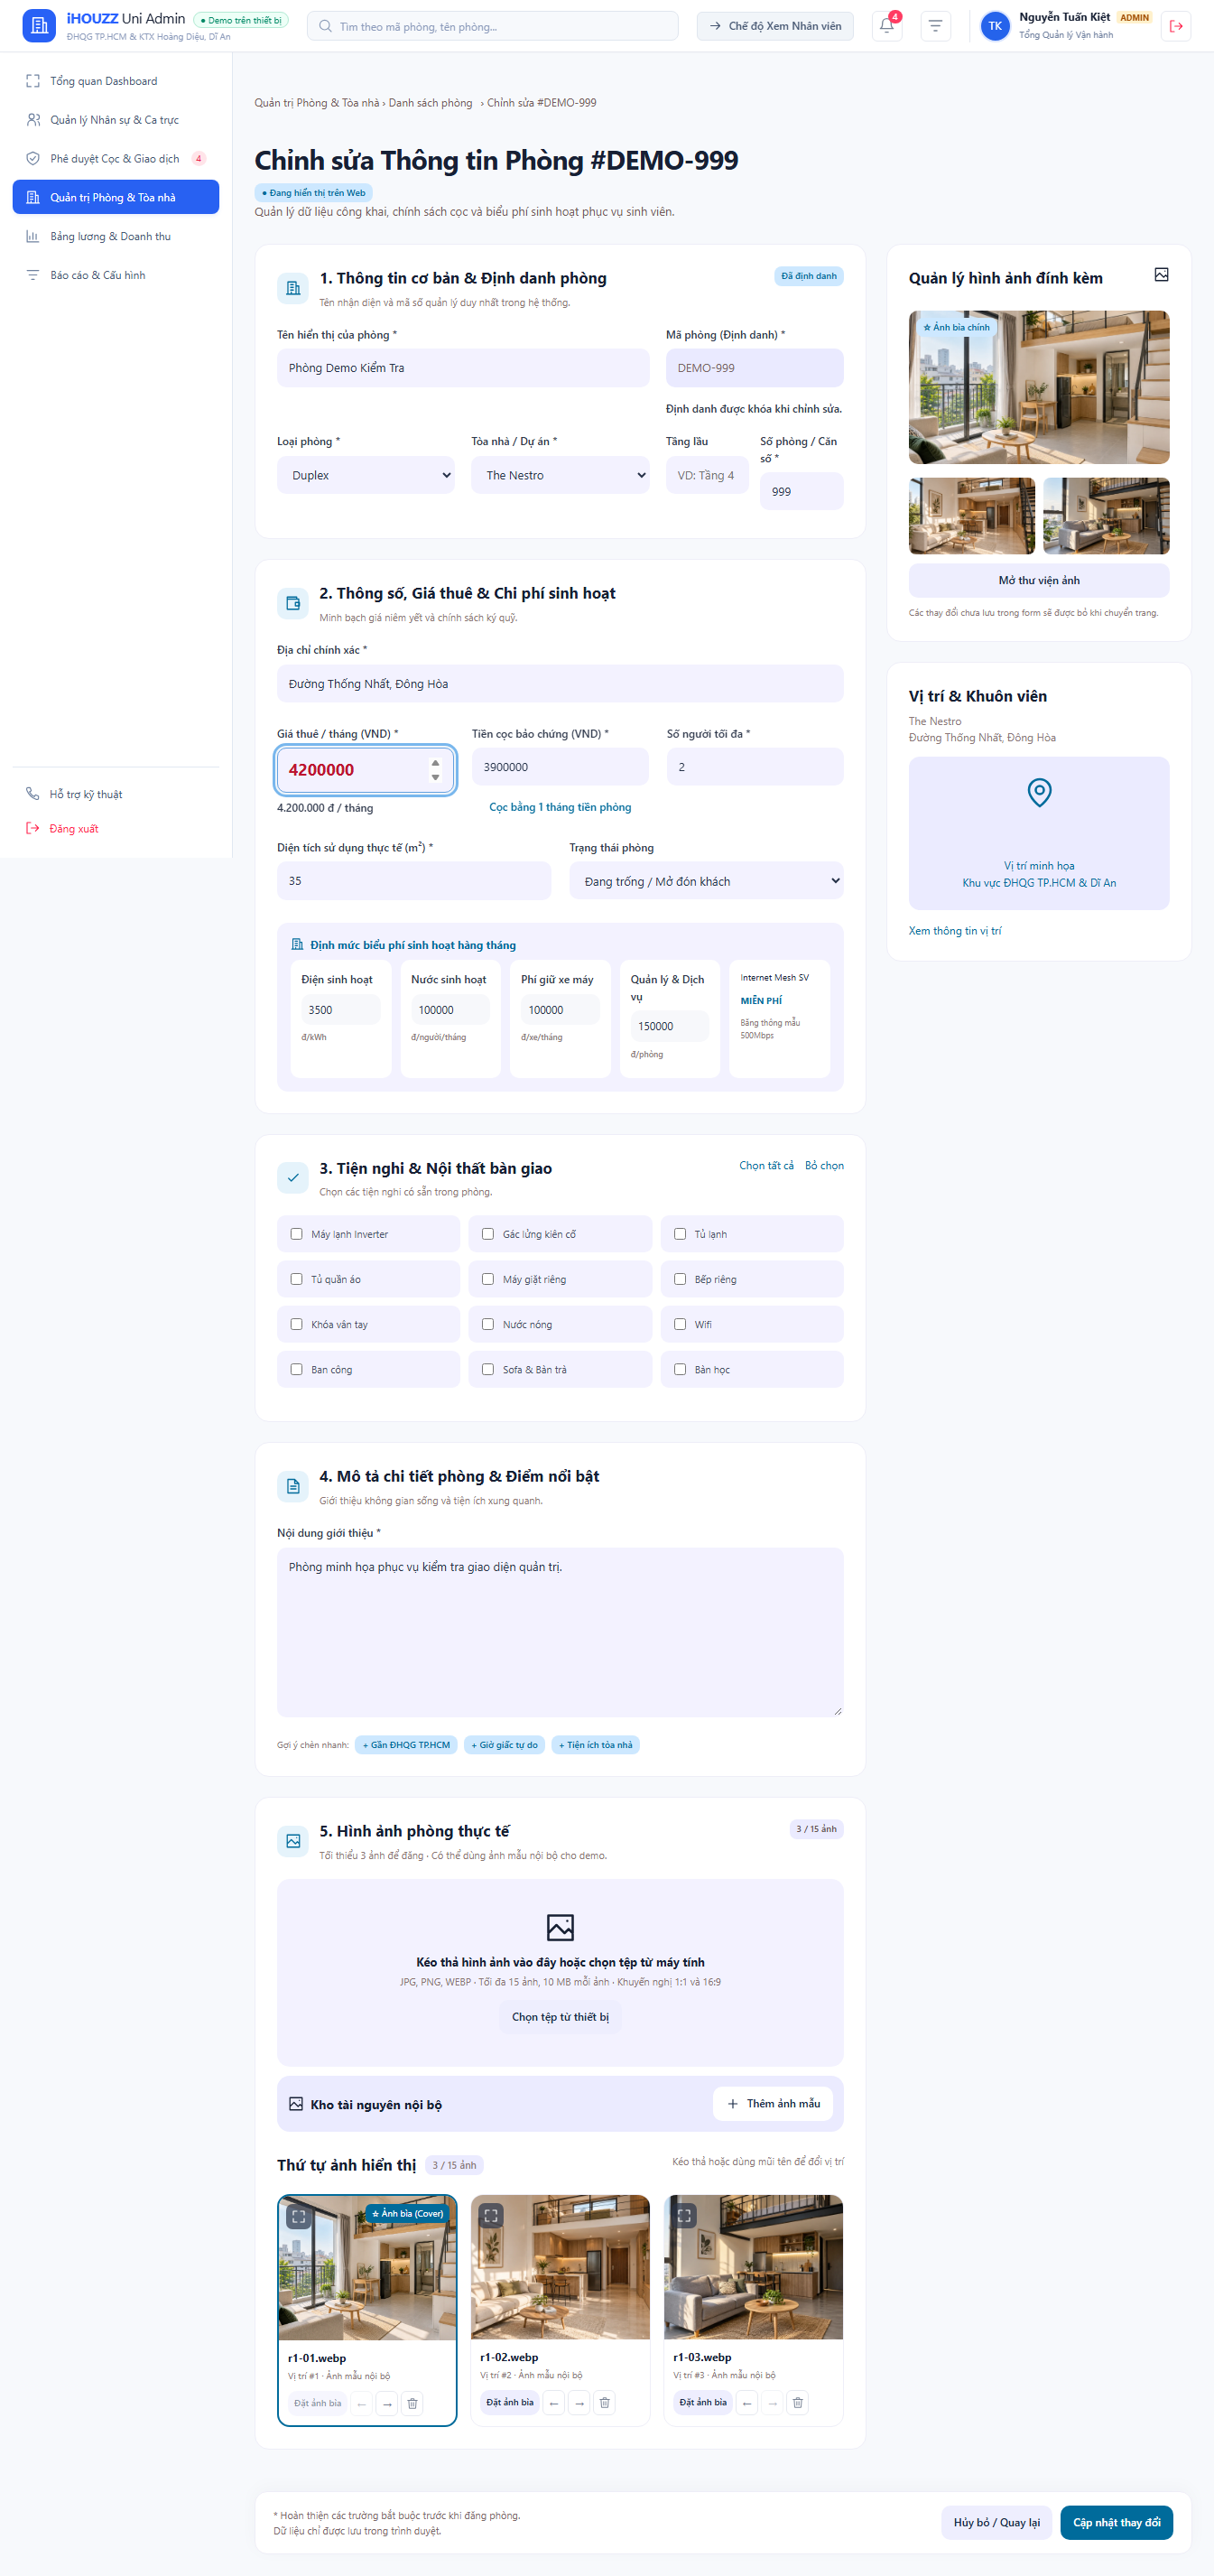 iHOUZZ Uni Admin
● Demo trên thiết bị
ĐHQG TP.HCM & KTX Hoàng Diệu, Dĩ An
Tìm theo mã phòng, tên phòng...
→ Chế độ Xem Nhân viên
4
TK
Nguyễn Tuấn Kiệt ADMIN
Tổng Quản lý Vận hành
Tổng quan Dashboard
Quản lý Nhân sự & Ca trực
Phê duyệt Cọc & Giao dịch 4
Quản trị Phòng & Tòa nhà
Bảng lương & Doanh thu
Báo cáo & Cấu hình
Hỗ trợ kỹ thuật
Đăng xuất
Quản trị Phòng & Tòa nhà › Danh sách phòng › Chỉnh sửa #DEMO-999
Chỉnh sửa Thông tin Phòng #DEMO-999
● Đang hiển thị trên Web
Quản lý dữ liệu công khai, chính sách cọc và biểu phí sinh hoạt phục vụ sinh viên.
1. Thông tin cơ bản & Định danh phòng
Đã định danh
Tên nhận diện và mã số quản lý duy nhất trong hệ thống.
Tên hiển thị của phòng *
Mã phòng (Định danh) *
Phòng Demo Kiểm Tra
DEMO-999
Định danh được khóa khi chỉnh sửa.
Loại phòng *
Tòa nhà / Dự án *
Tầng lầu
Số phòng / Căn
số *
Duplex
The Nestro
VD: Tầng 4
999
2. Thông số, Giá thuê & Chi phí sinh hoạt
Minh bạch giá niêm yết và chính sách ký quỹ.
Địa chỉ chính xác *
Đường Thống Nhất, Đông Hòa
Giá thuê / tháng (VND) *
Tiền cọc bảo chứng (VND) *
Số người tối đa *
4200000
3900000
2
4.200.000 đ / tháng
Cọc bằng 1 tháng tiền phòng
Diện tích sử dụng thực tế (m²) *
Trạng thái phòng
35
Đang trống / Mở đón khách
Định mức biểu phí sinh hoạt hàng tháng
Điện sinh hoạt
3500
đ/kWh
Nước sinh hoạt
100000
đ/người/tháng
Phí giữ xe máy
100000
đ/xe/tháng
Quản lý & Dịch
vụ
150000
đ/phòng
Internet Mesh SV
MIỄN PHÍ
Băng thông mẫu
500Mbps
3. Tiện nghi & Nội thất bàn giao
Chọn tất cả Bỏ chọn
Chọn các tiện nghi có sẵn trong phòng.
Máy lạnh Inverter
Gác lửng kiên cố
Tủ lạnh
Tủ quần áo
Máy giặt riêng
Bếp riêng
Khóa vân tay
Nước nóng
Wifi
Ban công
Sofa & Bàn trà
Bàn học
4. Mô tả chi tiết phòng & Điểm nổi bật
Giới thiệu không gian sống và tiện ích xung quanh.
Nội dung giới thiệu *
Phòng minh họa phục vụ kiểm tra giao diện quản trị.
Gợi ý chèn nhanh: + Gần ĐHQG TP.HCM + Giờ giấc tự do + Tiện ích tòa nhà
5. Hình ảnh phòng thực tế
3 / 15 ảnh
Tối thiểu 3 ảnh để đăng · Có thể dùng ảnh mẫu nội bộ cho demo.
Kéo thả hình ảnh vào đây hoặc chọn tệp từ máy tính
JPG, PNG, WEBP · Tối đa 15 ảnh, 10 MB mỗi ảnh · Khuyến nghị 1:1 và 16:9
Chọn tệp từ thiết bị
Kho tài nguyên nội bộ
+ Thêm ảnh mẫu
Thứ tự ảnh hiển thị 3 / 15 ảnh
Kéo thả hoặc dùng mũi tên để đổi vị trí
☆ Ảnh bìa (Cover)
r1-01.webp
Vị trí #1 · Ảnh mẫu nội bộ
Đặt ảnh bìa ← →
r1-02.webp
Vị trí #2 · Ảnh mẫu nội bộ
Đặt ảnh bìa ← →
r1-03.webp
Vị trí #3 · Ảnh mẫu nội bộ
Đặt ảnh bìa ← →
Quản lý hình ảnh đính kèm
☆ Ảnh bìa chính
Mở thư viện ảnh
Các thay đổi chưa lưu trong form sẽ được bỏ khi chuyển trang.
Vị trí & Khuôn viên
The Nestro
Đường Thống Nhất, Đông Hòa
Vị trí minh họa
Khu vực ĐHQG TP.HCM & Dĩ An
Xem thông tin vị trí
* Hoàn thiện các trường bắt buộc trước khi đăng phòng.
Dữ liệu chỉ được lưu trong trình duyệt.
Hủy bỏ / Quay lại
Cập nhật thay đổi